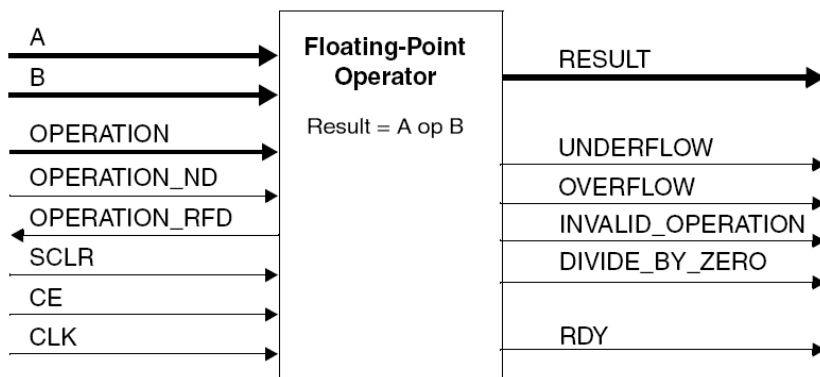 A
B
OPERATION
OPERATION_ND
OPERATION_RFD
SCLR
CE
CLK
Floating-Point
Operator
Result = A op B
RESULT
UNDERFLOW
OVERFLOW
INVALID_OPERATION
DIVIDE_BY_ZERO
RDY